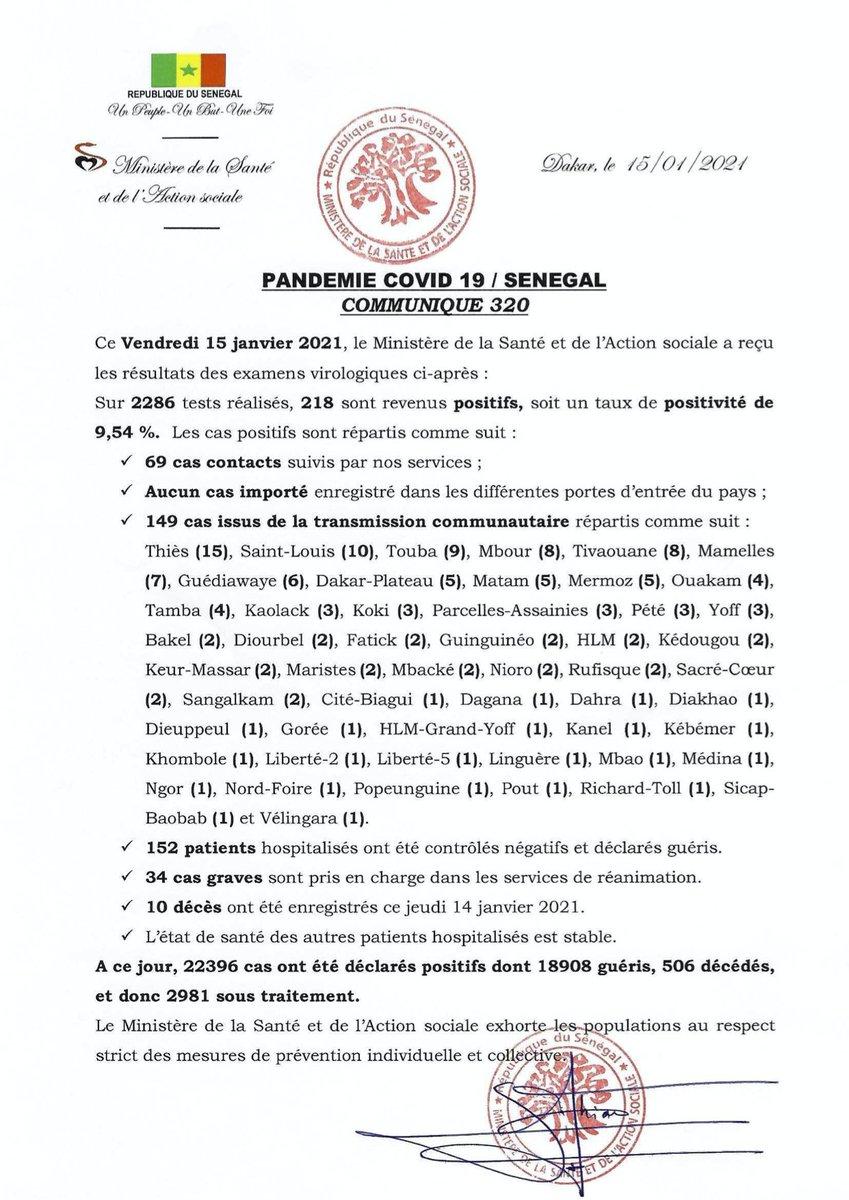 REPUBLIQUE DU SENEGAL
Un Peuple - Un But - Une Foi
Ministère de la Santé
et de l'Action sociale
★ République du Sénégal ★
MINISTERE DE LA SANTE ET DE L'ACTION SOCIALE
Dakar, le 15/01/2021
PANDEMIE COVID 19 / SENEGAL
COMMUNIQUE 320
Ce Vendredi 15 janvier 2021, le Ministère de la Santé et de l'Action sociale a reçu
les résultats des examens virologiques ci-après :
Sur 2286 tests réalisés, 218 sont revenus positifs, soit un taux de positivité de
9,54 %. Les cas positifs sont répartis comme suit :
✓ 69 cas contacts suivis par nos services ;
✓ Aucun cas importé enregistré dans les différentes portes d'entrée du pays ;
✓ 149 cas issus de la transmission communautaire répartis comme suit :
Thiès (15), Saint-Louis (10), Touba (9), Mbour (8), Tivaouane (8), Mamelles
(7), Guédiawaye (6), Dakar-Plateau (5), Matam (5), Mermoz (5), Ouakam (4),
Tamba (4), Kaolack (3), Koki (3), Parcelles-Assainies (3), Pété (3), Yoff (3),
Bakel (2), Diourbel (2), Fatick (2), Guinguinéo (2), HLM (2), Kédougou (2),
Keur-Massar (2), Maristes (2), Mbacké (2), Nioro (2), Rufisque (2), Sacré-Cœur
(2), Sangalkam (2), Cité-Biagui (1), Dagana (1), Dahra (1), Diakhao (1),
Dieuppeul (1), Gorée (1), HLM-Grand-Yoff (1), Kanel (1), Kébémer (1),
Khombole (1), Liberté-2 (1), Liberté-5 (1), Linguère (1), Mbao (1), Médina (1),
Ngor (1), Nord-Foire (1), Popeunguine (1), Pout (1), Richard-Toll (1), Sicap-
Baobab (1) et Vélingara (1).
✓ 152 patients hospitalisés ont été contrôlés négatifs et déclarés guéris.
✓ 34 cas graves sont pris en charge dans les services de réanimation.
✓ 10 décès ont été enregistrés ce jeudi 14 janvier 2021.
✓ L'état de santé des autres patients hospitalisés est stable.
A ce jour, 22396 cas ont été déclarés positifs dont 18908 guéris, 506 décédés,
et donc 2981 sous traitement.
Le Ministère de la Santé et de l'Action sociale exhorte les populations au respect
strict des mesures de prévention individuelle et collective.
★ République du Sénégal ★
MINISTERE DE LA SANTE ET DE L'ACTION SOCIALE